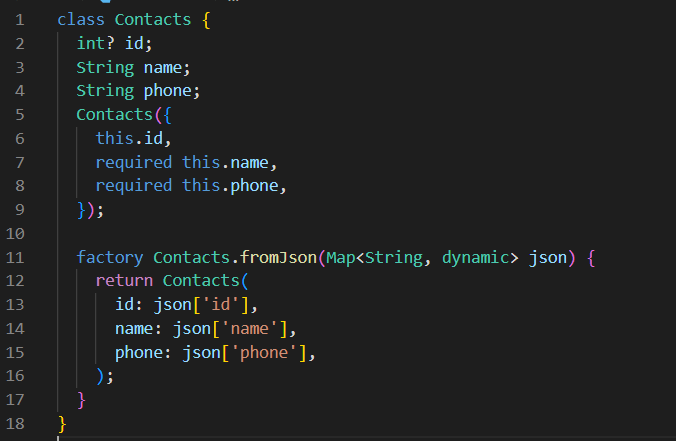 1 class Contacts {
2 int? id;
3 String name;
4 String phone;
5 Contacts({
6 this.id,
7 required this.name,
8 required this.phone,
9 });
10
11 factory Contacts.fromJson(Map<String, dynamic> json) {
12 return Contacts(
13 id: json['id'],
14 name: json['name'],
15 phone: json['phone'],
16 );
17 }
18 }